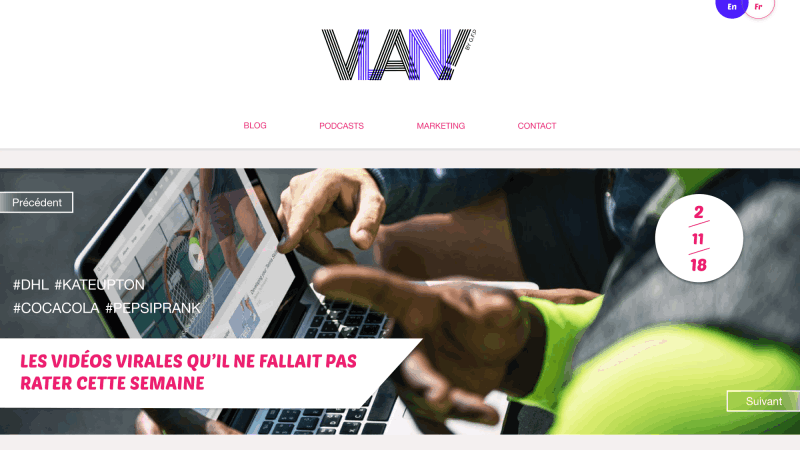 En Fr
VLAN!
BY G.T.D
BLOG PODCASTS MARKETING CONTACT
Précédent
2
11
18
#DHL #KATEUPTON
#COCACOLA #PEPSIPRANK
LES VIDÉOS VIRALES QU'IL NE FALLAIT PAS
RATER CETTE SEMAINE
Suivant